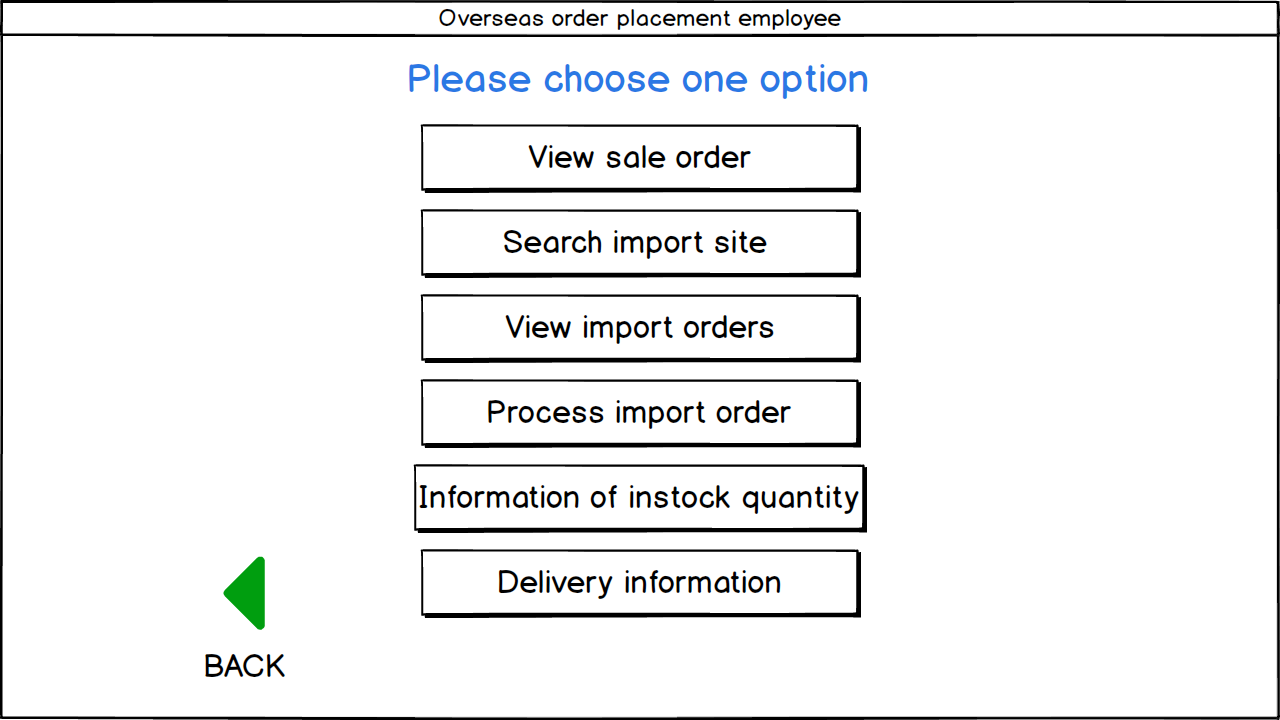 Overseas order placement employee
Please choose one option
View sale order
Search import site
View import orders
Process import order
Information of instock quantity
Delivery information
BACK